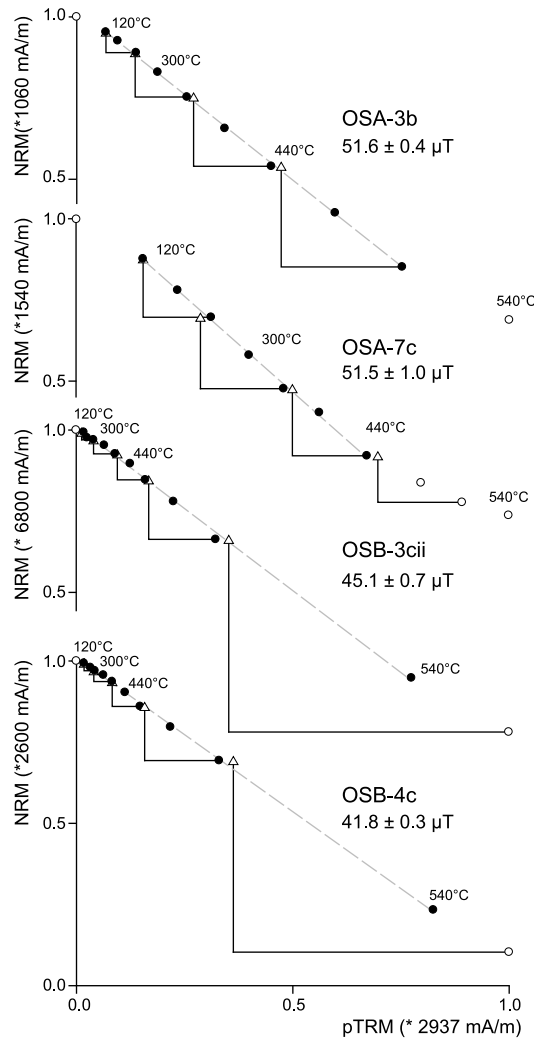 1.0
120°C
300°C
NRM(*1060 mA/m)
OSA-3b
51.6 ± 0.4 µT
440°C
0.5
1.0
120°C
540°C
NRM (*1540 mA/m)
300°C
OSA-7c
51.5 ± 1.0 µT
0.5
440°C
120°C
1.0
300°C
440°C
540°C
NRM (* 6800 mA/m)
OSB-3cii
45.1 ± 0.7 µT
0.5
120°C
1.0
300°C
540°C
440°C
NRM (*2600 mA/m)
OSB-4c
41.8 ± 0.3 µT
0.5
540°C
0.0
0.0
0.5
1.0
pTRM (* 2937 mA/m)